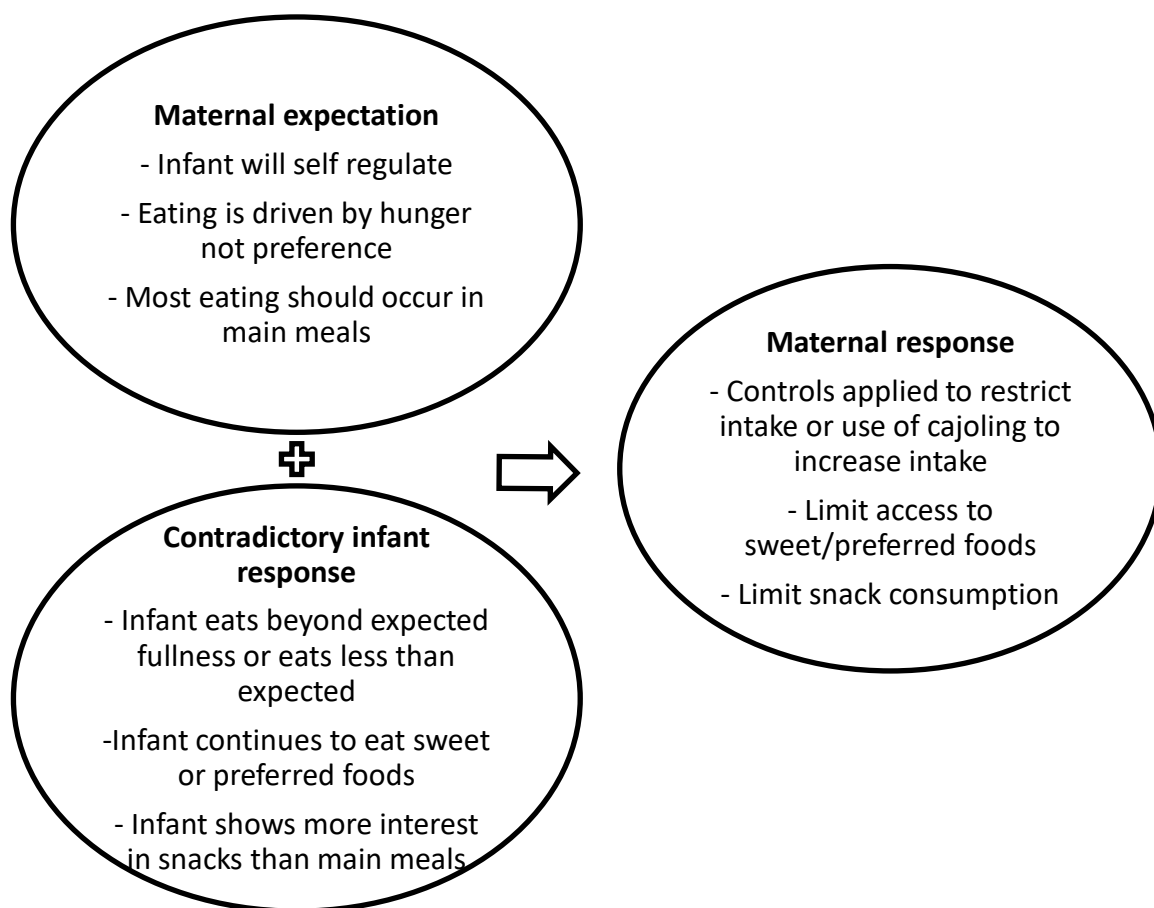 Maternal expectation
- Infant will self regulate
- Eating is driven by hunger
not preference
- Most eating should occur in
main meals
Contradictory infant
response
- Infant eats beyond expected
fullness or eats less than
expected
-Infant continues to eat sweet
or preferred foods
- Infant shows more interest
in snacks than main meals
Maternal response
- Controls applied to restrict
intake or use of cajoling to
increase intake
- Limit access to
sweet/preferred foods
- Limit snack consumption